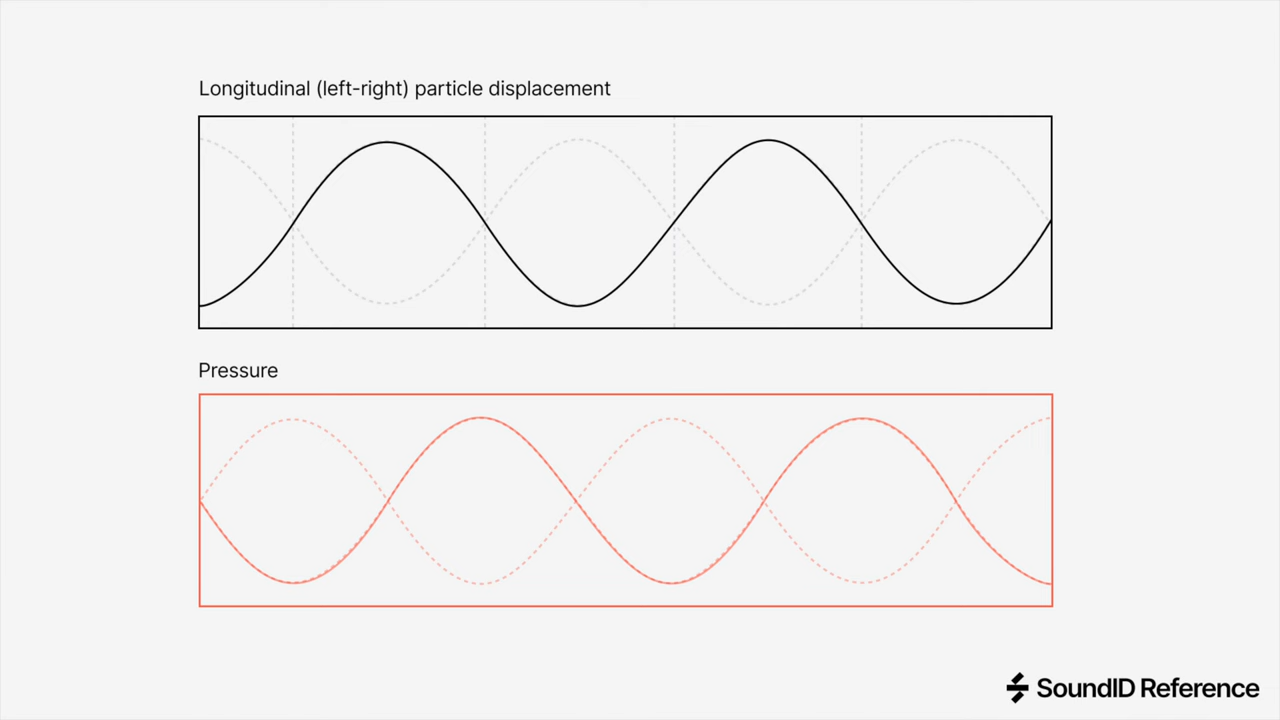 Longitudinal (left-right) particle displacement
Pressure
SoundID Reference